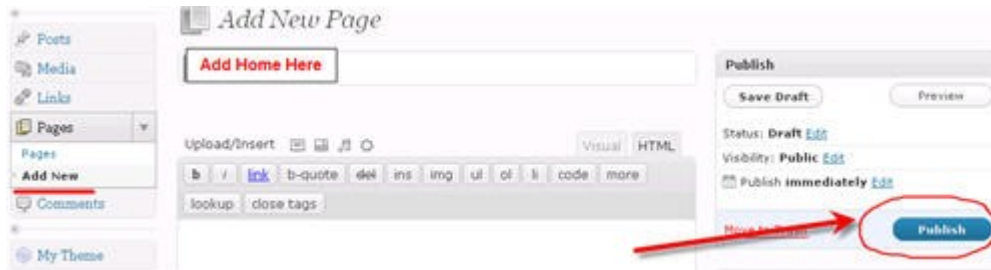 Add New Page
Posts
Media
Links
Pages
Pages
Add New
Comments
My Theme
Add Home Here
Upload/Insert
Visual HTML
b i link b-quote del ins img ul ol li code more
lookup close tags
Publish
Save Draft Preview
Status: Draft Edit
Visibility: Public Edit
Publish immediately Edit
Move to Trash
Publish